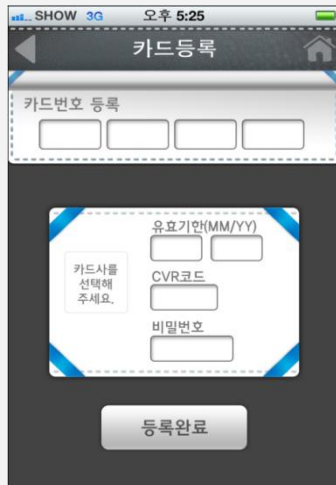 SHOW 3G 오후 5:25
카드등록
카드번호 등록
유효기한(MM/YY)
카드사를
선택해
주세요.
CVR코드
비밀번호
등록완료